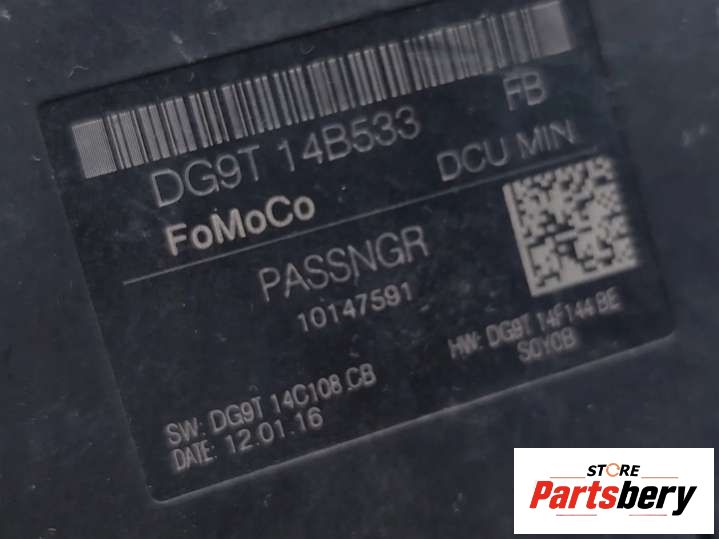 DG9T 14B533 FB
FoMoCo DCU MIN
PASSNGR
10147591
SW: DG9T 14C108 CB
DATE: 12.01.16
HW: DG9T 14F144 BE
S0Y0B
STORE
Partsbery